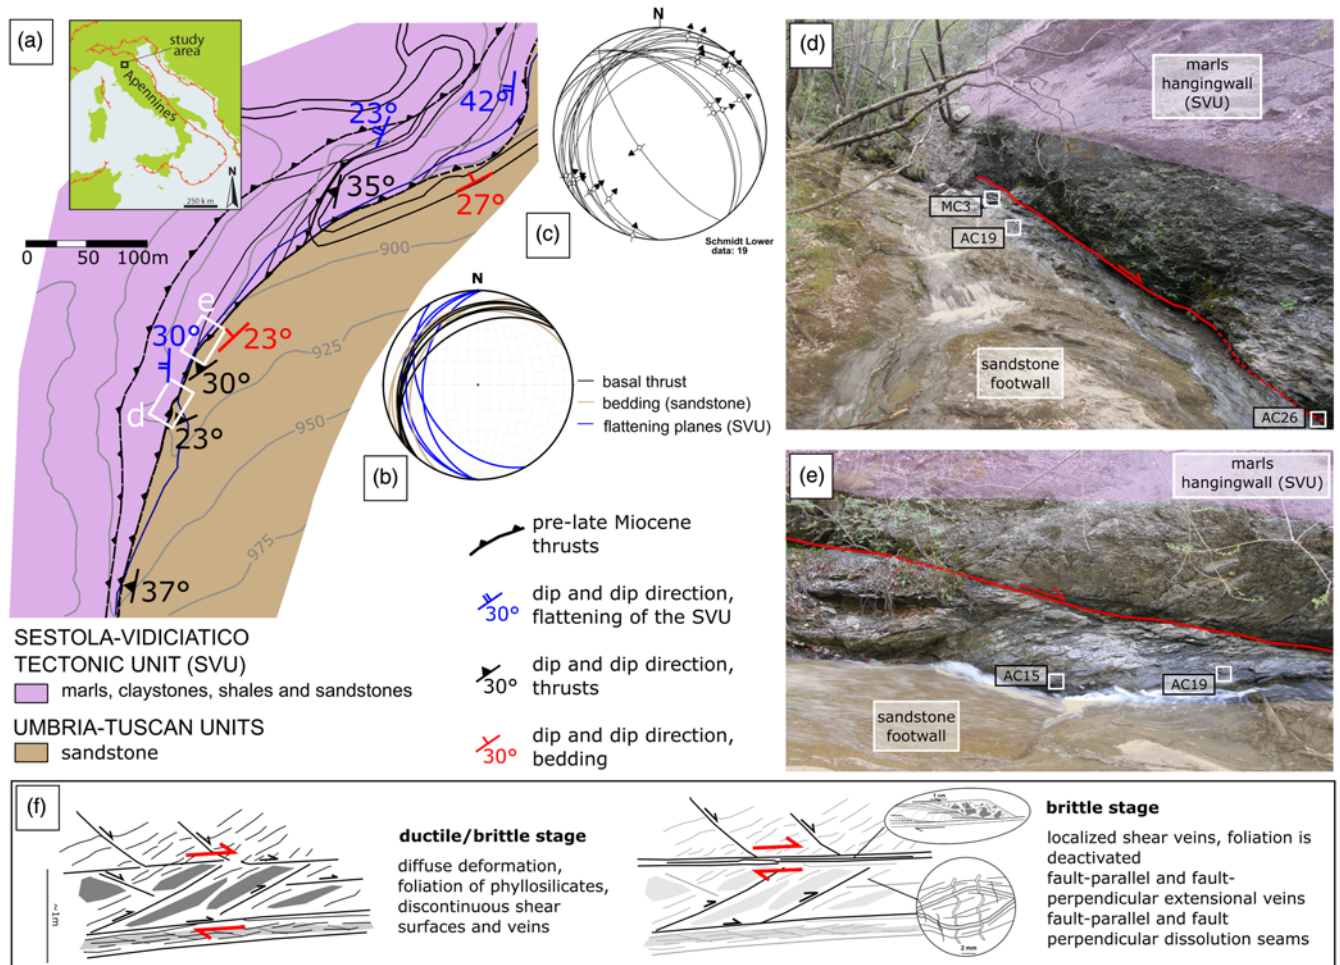 (a)
study
area
Apennines
N
250 km
0 50 100m
23°
42°
35°
27°
900
925
950
975
e
30°
23°
30°
d
23°
37°
SESTOLA-VIDICIATICO
TECTONIC UNIT (SVU)
marls, claystones, shales and sandstones
UMBRIA-TUSCAN UNITS
sandstone
N
(c)
Schmidt Lower
data: 19
N
(b)
basal thrust
bedding (sandstone)
flattening planes (SVU)
pre-late Miocene
thrusts
30°
dip and dip direction,
flattening of the SVU
30°
dip and dip direction,
thrusts
30°
dip and dip direction,
bedding
(d)
marls
hangingwall
(SVU)
MC3
AC19
sandstone
footwall
AC26
(e)
marls
hangingwall (SVU)
AC15
AC19
sandstone
footwall
(f)
~1m
ductile/brittle stage
diffuse deformation,
foliation of phyllosilicates,
discontinuous shear
surfaces and veins
1 cm
2 mm
brittle stage
localized shear veins, foliation is
deactivated
fault-parallel and fault-
perpendicular extensional veins
fault-parallel and fault
perpendicular dissolution seams